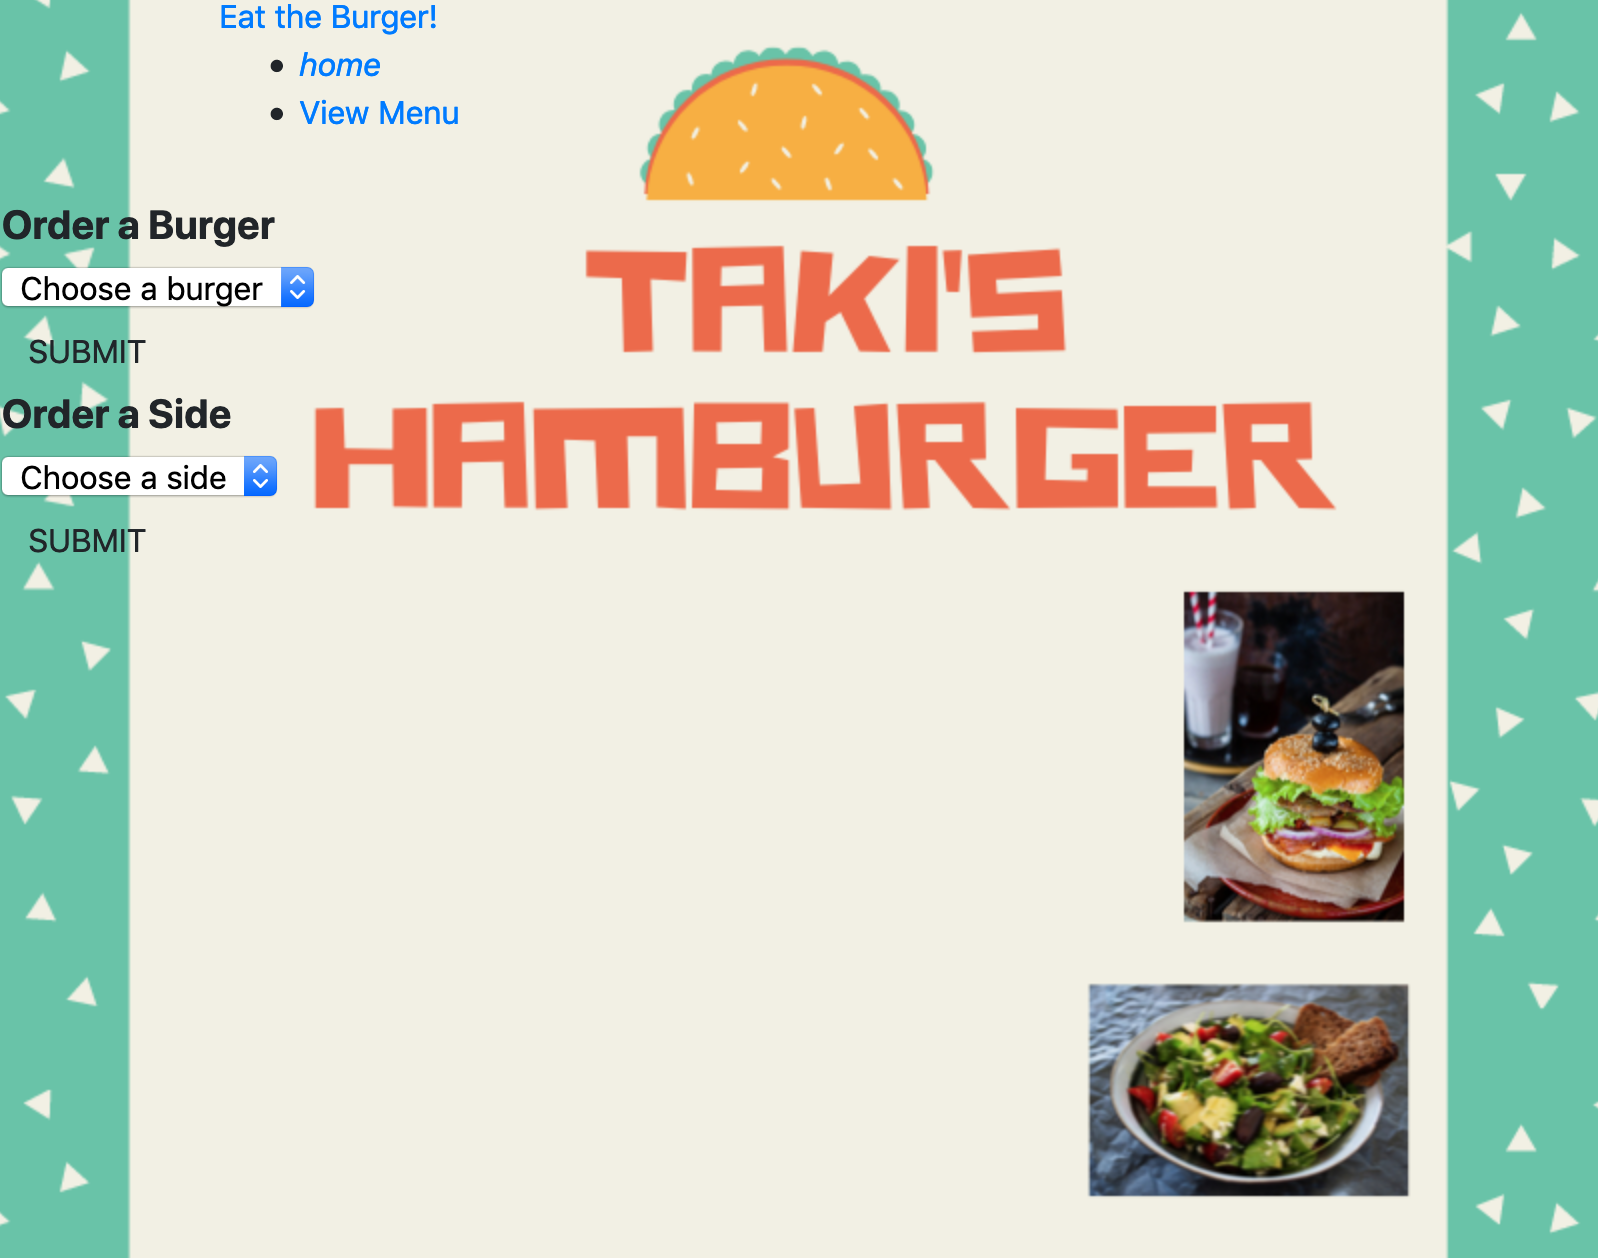 Eat the Burger!
home
View Menu
Order a Burger
Choose a burger
SUBMIT
Order a Side
Choose a side
SUBMIT
TAKI'S
HAMBURGER